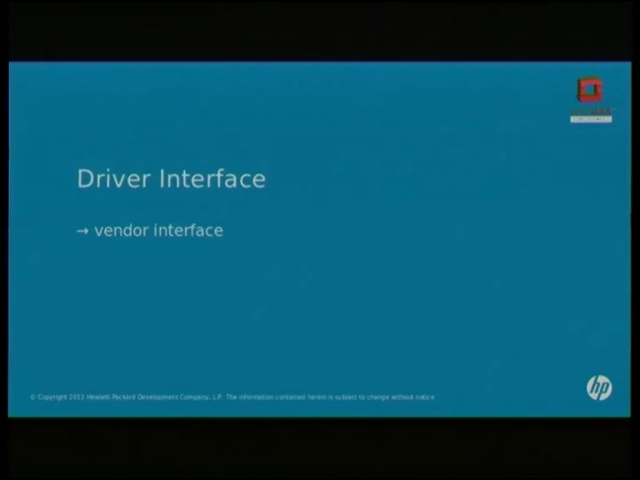 Driver Interface
→ vendor interface
© Copyright 2012 Hewlett-Packard Development Company, L.P. The information contained herein is subject to change without notice
hp